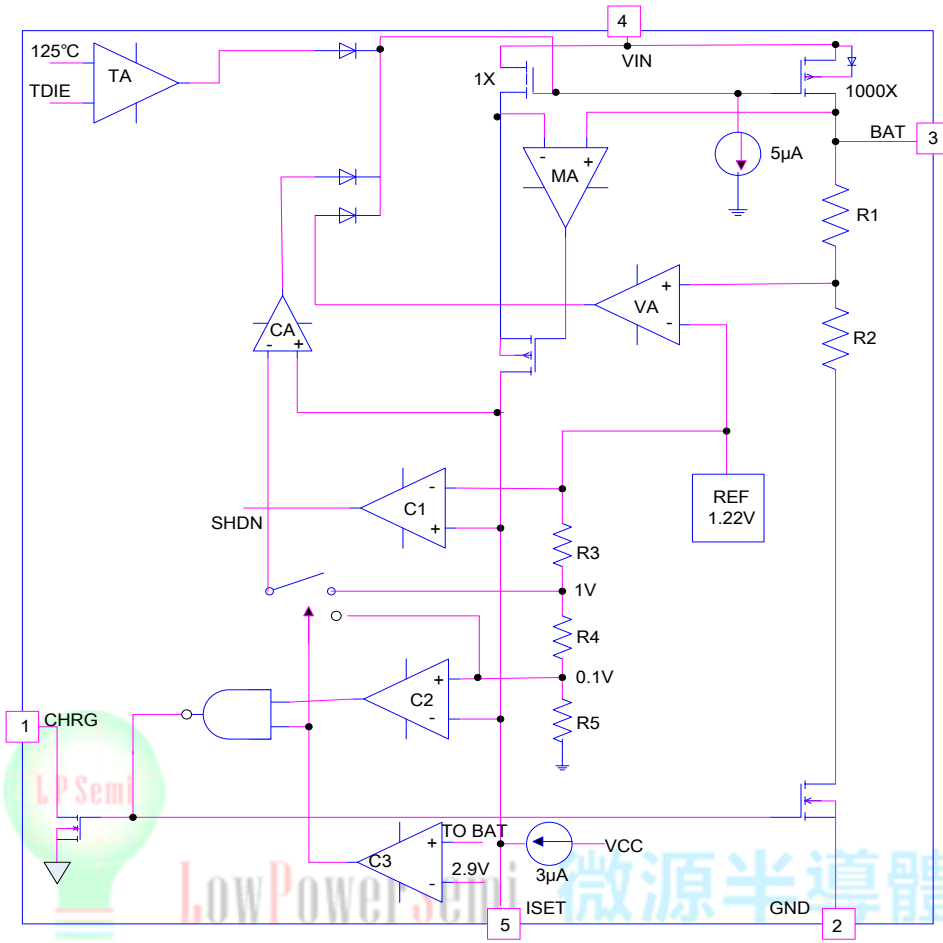 4
125℃
TA
TDIE
VIN
1X
1000X
BAT
3
- +
MA
5μA
R1
+
VA
-
R2
CA
- +
-
C1
+
SHDN
REF
1.22V
R3
1V
R4
0.1V
+
C2
-
R5
1
CHRG
LP Semi
TO BAT
+
C3
2.9V
-
VCC
3μA
LowPowerSemi
微源半導體
ISET
5
GND
2